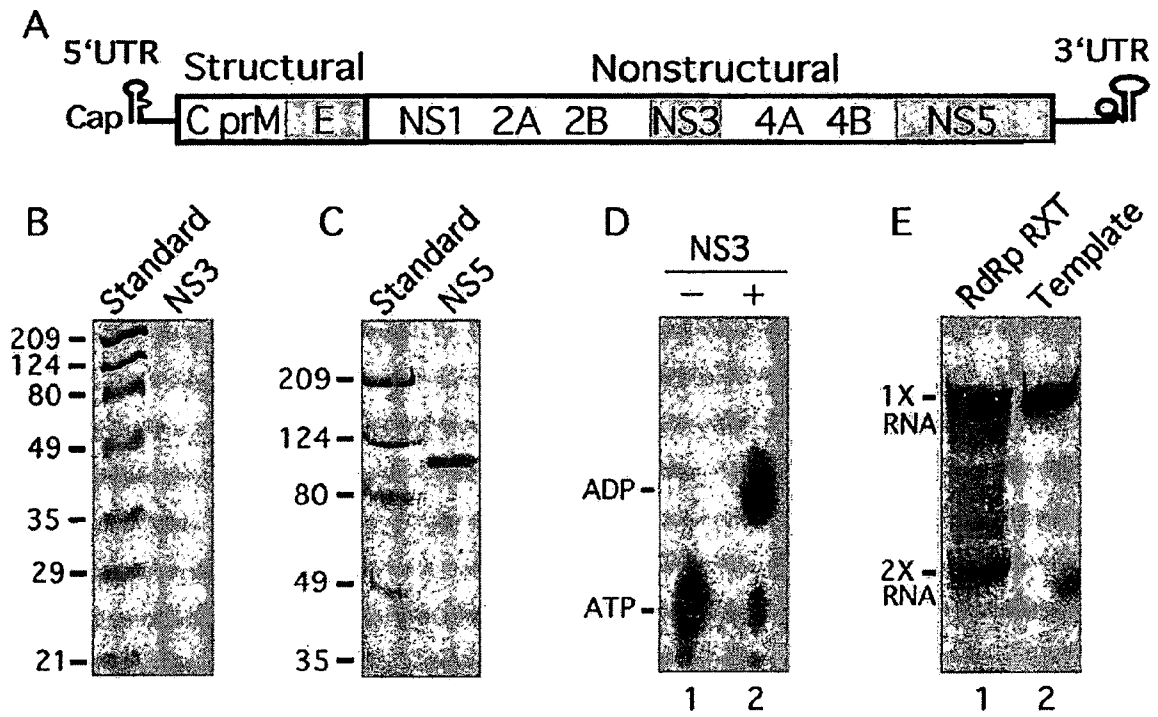 A
5'UTR
Structural
Nonstructural
3'UTR
Cap
C prM E NS1 2A 2B NS3 4A 4B NS5
B
Standard
NS3
209
124
80
49
35
29
21
C
Standard
NS5
209
124
80
49
35
D
NS3
− +
ADP
ATP
1 2
E
RdRp RXT
Template
1X
RNA
2X
RNA
1 2